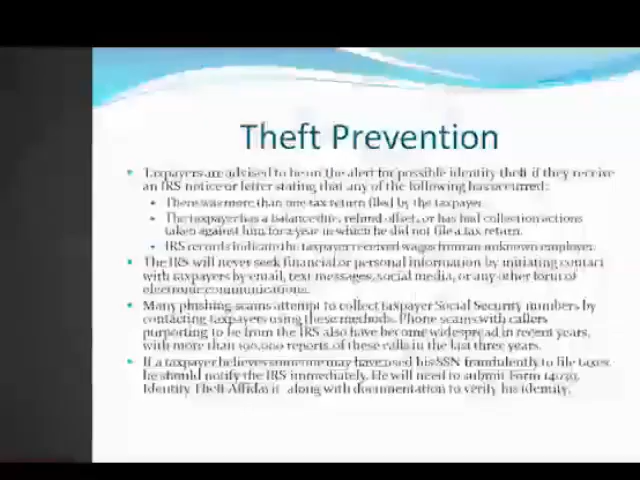 Theft Prevention
Taxpayers are advised to be on the alert for possible identity theft if they receive
an IRS notice or letter stating that any of the following has occurred:
There was more than one tax return filed by the taxpayer.
The taxpayer has a balance due, refund offset, or has had collection actions
taken against him for a year in which he did not file a tax return.
IRS records indicate the taxpayer received wages from an unknown employer.
The IRS will never seek financial or personal information by initiating contact
with taxpayers by email, text messages, social media, or any other form of
electronic communications.
Many phishing scams attempt to collect taxpayer Social Security numbers by
contacting taxpayers using these methods. Phone scams with callers
purporting to be from the IRS also have become widespread in recent years,
with more than 100,000 reports of these calls in the last three years.
If a taxpayer believes someone may have used his SSN fraudulently to file taxes,
he should notify the IRS immediately. He will need to submit Form 14039,
Identity Theft Affidavit along with documentation to verify his identity.